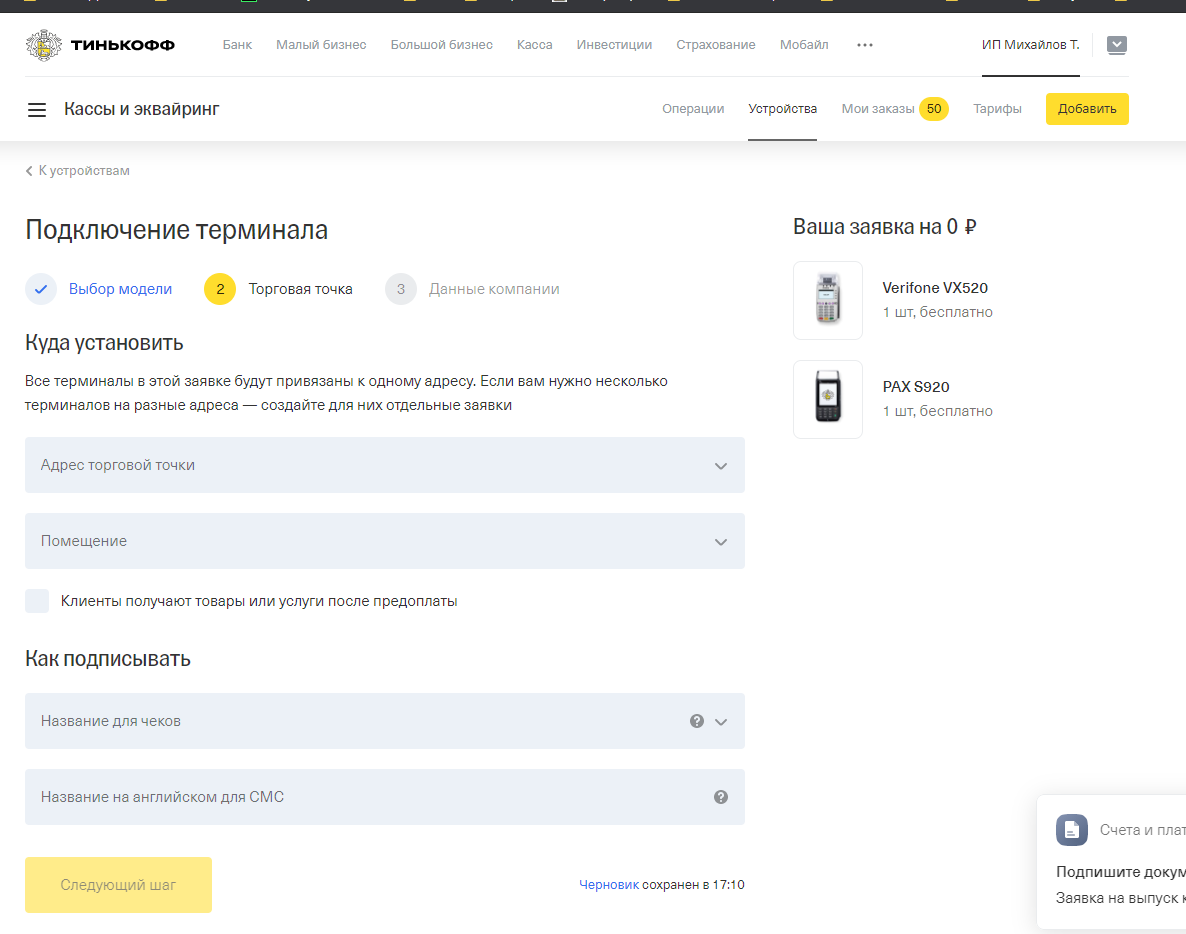 ТИНЬКОФФ
Банк Малый бизнес Большой бизнес Касса Инвестиции Страхование Мобайл ••• ИП Михайлов Т.
Кассы и эквайринг Операции Устройства Мои заказы 50 Тарифы Добавить
К устройствам
Подключение терминала
Выбор модели 2 Торговая точка 3 Данные компании
Куда установить
Все терминалы в этой заявке будут привязаны к одному адресу. Если вам нужно несколько
терминалов на разные адреса — создайте для них отдельные заявки
Адрес торговой точки
Помещение
Клиенты получают товары или услуги после предоплаты
Как подписывать
Название для чеков ?
Название на английском для СМС ?
Следующий шаг Черновик сохранен в 17:10
Ваша заявка на 0 ₽
Verifone VX520
1 шт, бесплатно
PAX S920
1 шт, бесплатно
Счета и плат
Подпишите докум
Заявка на выпуск к